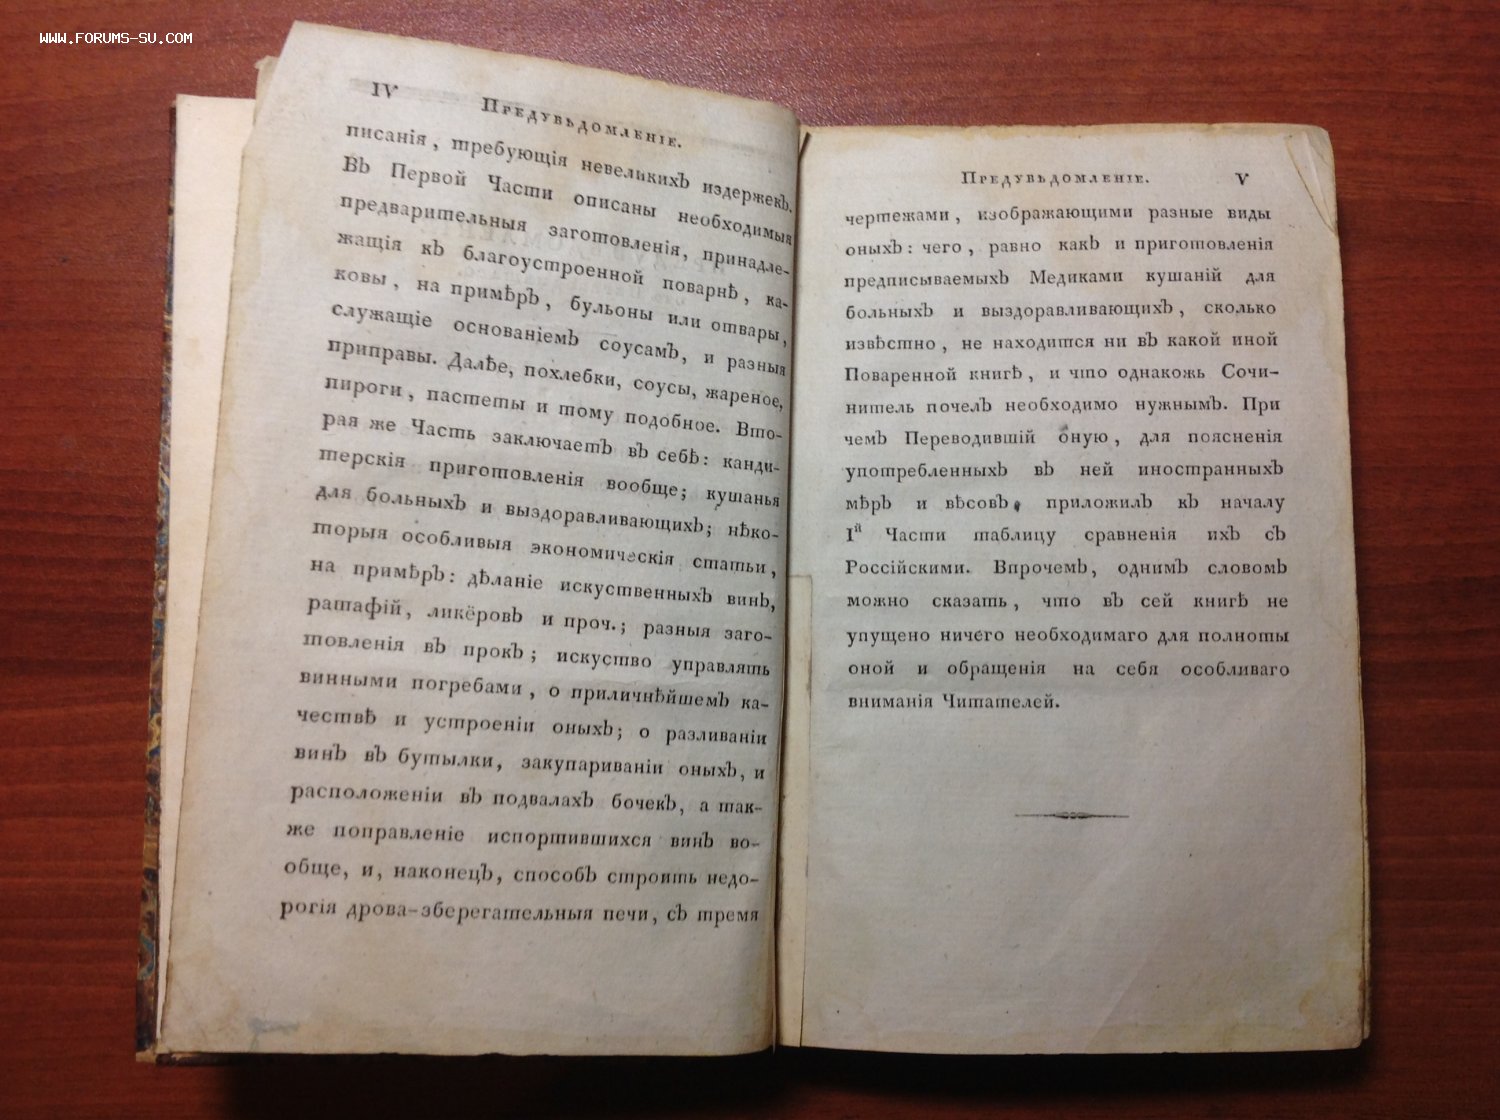 www.forums-su.com
IV Предувѣдомленіе.
писанія, требующія невеликихъ издержекъ.
Въ Первой Части описаны необходимыя
предварительныя заготовленія, принадле-
жащія къ благоустроенной поварнѣ, ка-
ковы, на примѣръ, бульоны или отвары,
служащіе основаніемъ соусамъ, и разныя
приправы. Далѣе, похлебки, соусы, жареное,
пироги, пастеты и тому подобное. Вто-
рая же Часть заключаетъ въ себѣ: канди-
терскія приготовленія вообще; кушанья
для больныхъ и выздоравливающихъ; нѣко-
торыя особливыя экономическія статьи,
на примѣръ: дѣланіе искуственныхъ винъ,
ратафій, ликёровъ и проч.; разныя заго-
товленія въ прокъ; искуство управлять
винными погребами, о приличнѣйшемъ ка-
чествѣ и устроеніи оныхъ; о разливаніи
винъ въ бутылки, закупариваніи оныхъ, и
расположеніи въ подвалахъ бочекъ, а так-
же поправленіе испортившихся винъ во-
обще, и, наконецъ, способъ строить недо-
рогія дрова-зберегательныя печи, съ тремя
Предувѣдомленіе. V
чертежами, изображающими разные виды
оныхъ: чего, равно какъ и приготовленія
предписываемыхъ Медиками кушаній для
больныхъ и выздоравливающихъ, сколько
извѣстно, не находится ни въ какой иной
Поваренной книгѣ, и что однакожь Сочи-
нитель почелъ необходимо нужнымъ. При
чемъ Переводившій оную, для поясненія
употребленныхъ въ ней иностранныхъ
мѣръ и вѣсовъ, приложилъ къ началу
Iй Части таблицу сравненія ихъ съ
Россійскими. Впрочемъ, однимъ словомъ
можно сказать, что въ сей книгѣ не
упущено ничего необходимаго для полноты
оной и обращенія на себя особливаго
вниманія Читателей.